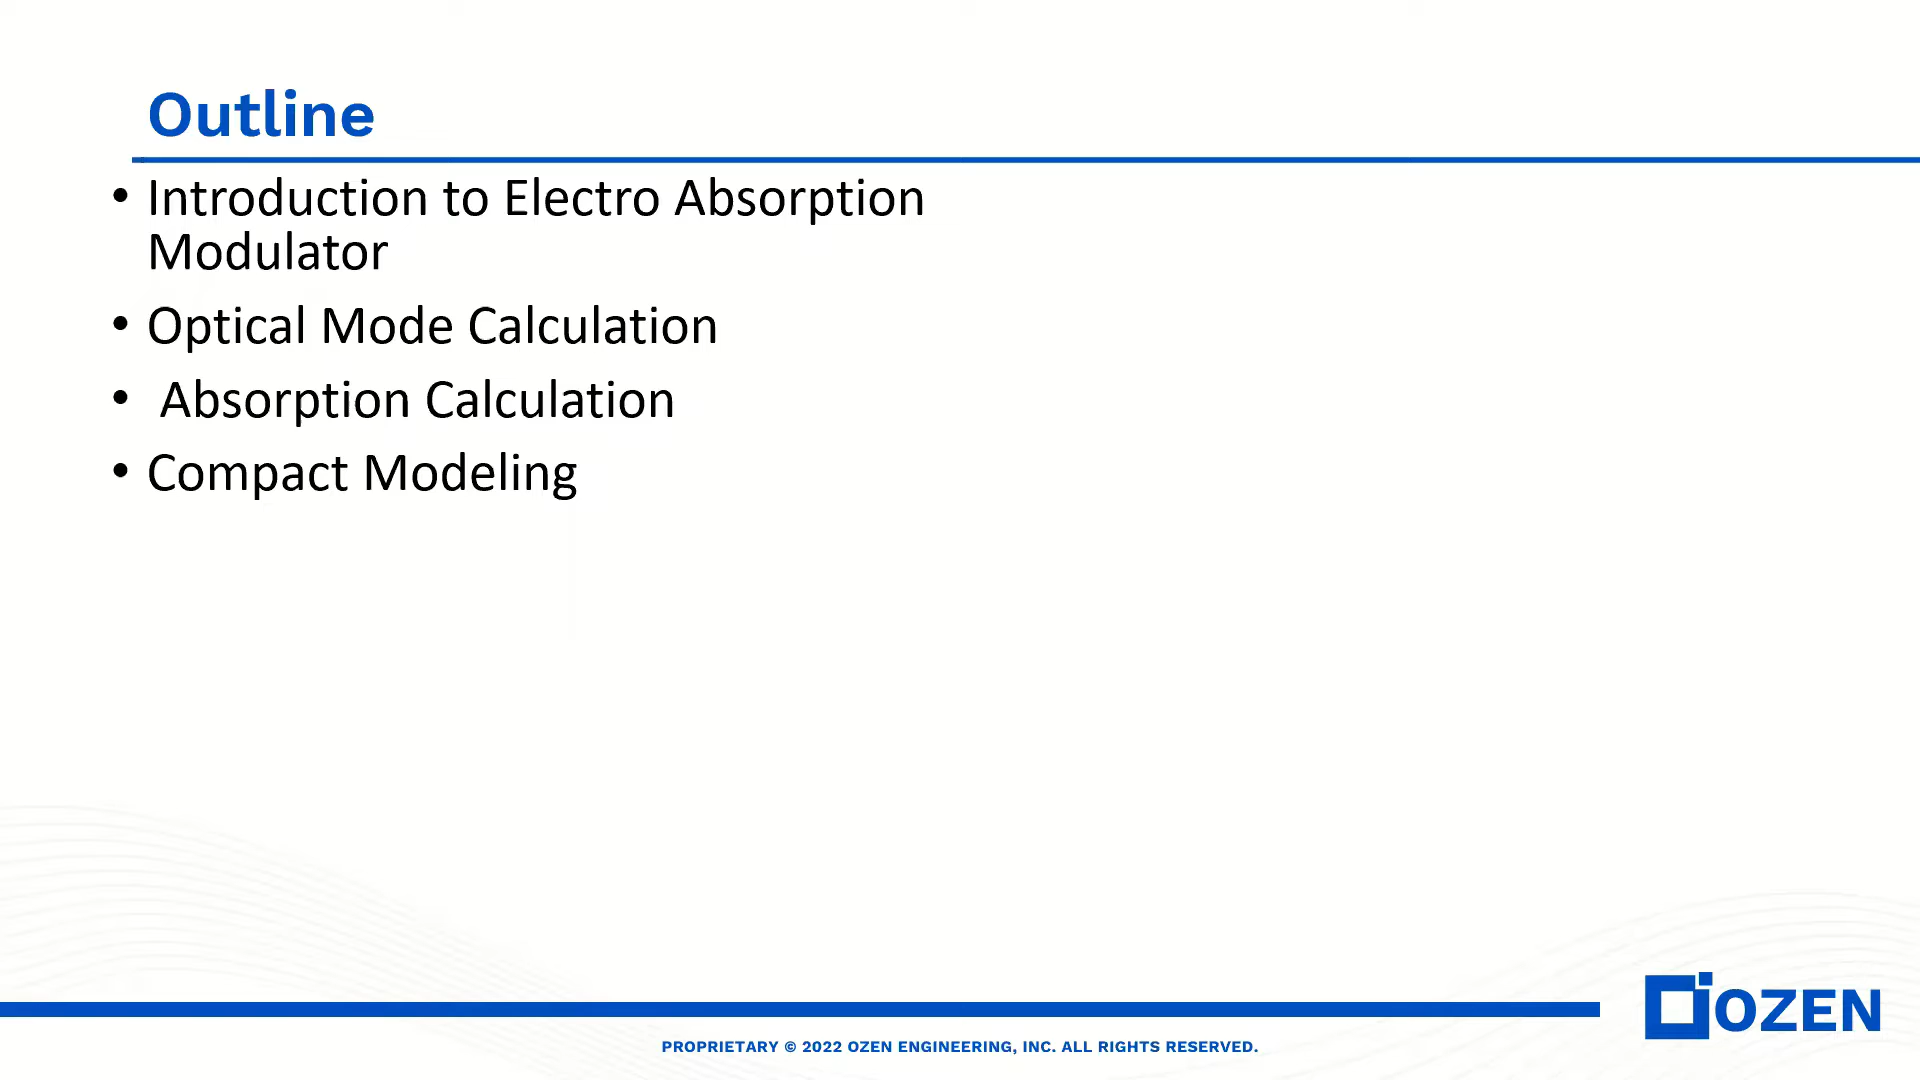 Outline
• Introduction to Electro Absorption
Modulator
• Optical Mode Calculation
• Absorption Calculation
• Compact Modeling
OZEN
PROPRIETARY © 2022 OZEN ENGINEERING, INC. ALL RIGHTS RESERVED.